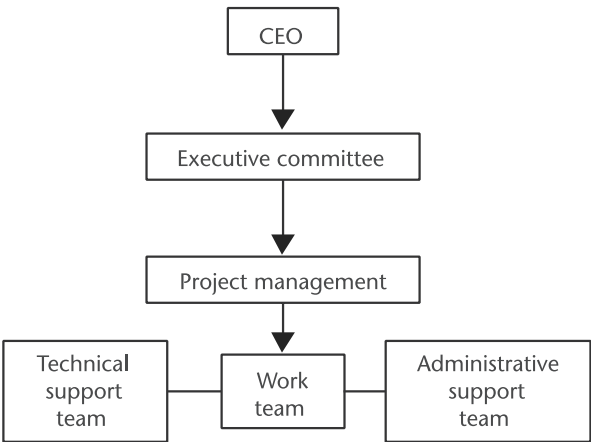 CEO
Executive committee
Project management
Technical
support
team
Work
team
Administrative
support
team